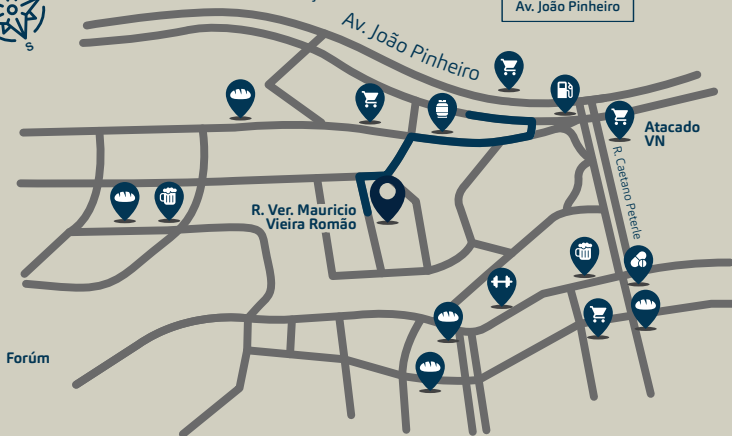 Av. João Pinheiro
Av. João Pinheiro
S
Atacado
VN
R. Caetano Peterle
R. Ver. Mauricio
Vieira Romão
Forúm